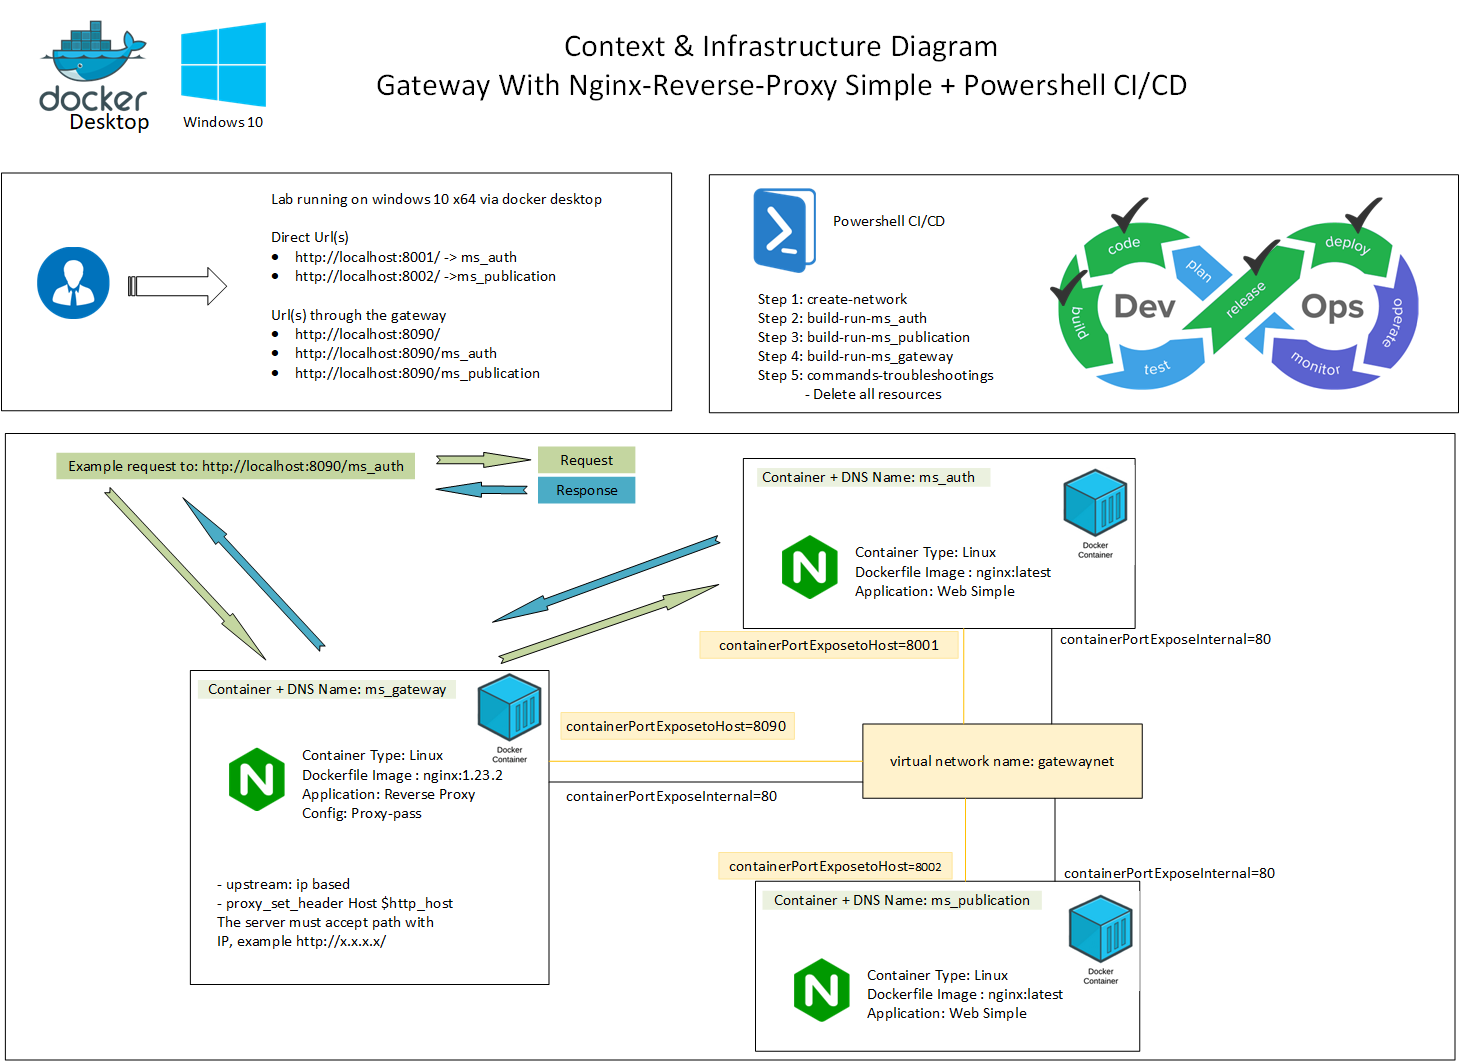 docker
Desktop
Windows 10
Context & Infrastructure Diagram
Gateway With Nginx-Reverse-Proxy Simple + Powershell CI/CD
Lab running on windows 10 x64 via docker desktop
Direct Url(s)
• http://localhost:8001/ -> ms_auth
• http://localhost:8002/ ->ms_publication
Url(s) through the gateway
• http://localhost:8090/
• http://localhost:8090/ms_auth
• http://localhost:8090/ms_publication
Powershell CI/CD
Step 1: create-network
Step 2: build-run-ms_auth
Step 3: build-run-ms_publication
Step 4: build-run-ms_gateway
Step 5: commands-troubleshootings
- Delete all resources
code
plan
build
Dev
test
release
deploy
Ops
operate
monitor
Example request to: http://localhost:8090/ms_auth
Request
Response
Container + DNS Name: ms_auth
Docker
Container
Container Type: Linux
Dockerfile Image : nginx:latest
Application: Web Simple
containerPortExposetoHost=8001
containerPortExposeInternal=80
Container + DNS Name: ms_gateway
Docker
Container
Container Type: Linux
Dockerfile Image : nginx:1.23.2
Application: Reverse Proxy
Config: Proxy-pass
- upstream: ip based
- proxy_set_header Host $http_host
The server must accept path with
IP, example http://x.x.x.x/
containerPortExposetoHost=8090
containerPortExposeInternal=80
virtual network name: gatewaynet
containerPortExposetoHost=8002
containerPortExposeInternal=80
Container + DNS Name: ms_publication
Docker
Container
Container Type: Linux
Dockerfile Image : nginx:latest
Application: Web Simple